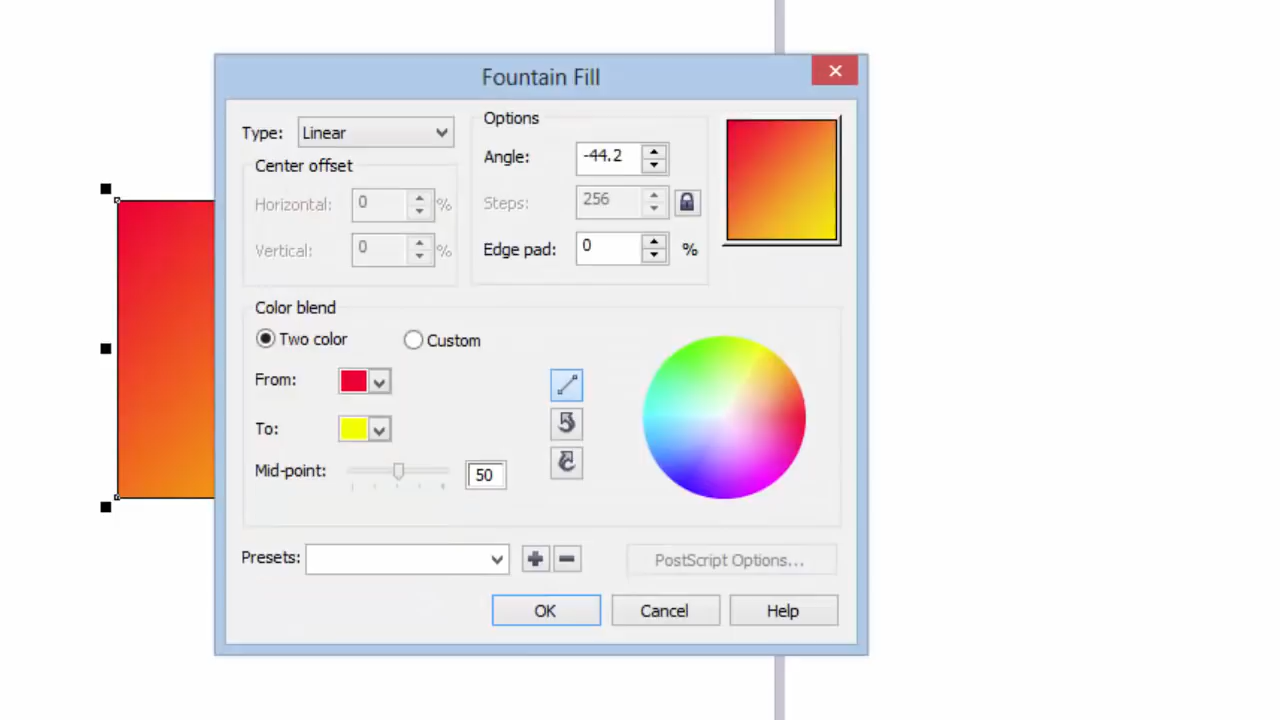 Fountain Fill
Type: Linear
Center offset
Horizontal: 0 %
Vertical: 0 %
Options
Angle: -44.2
Steps: 256
Edge pad: 0 %
Color blend
Two color Custom
From:
To:
Mid-point: 50
Presets:
PostScript Options...
OK Cancel Help